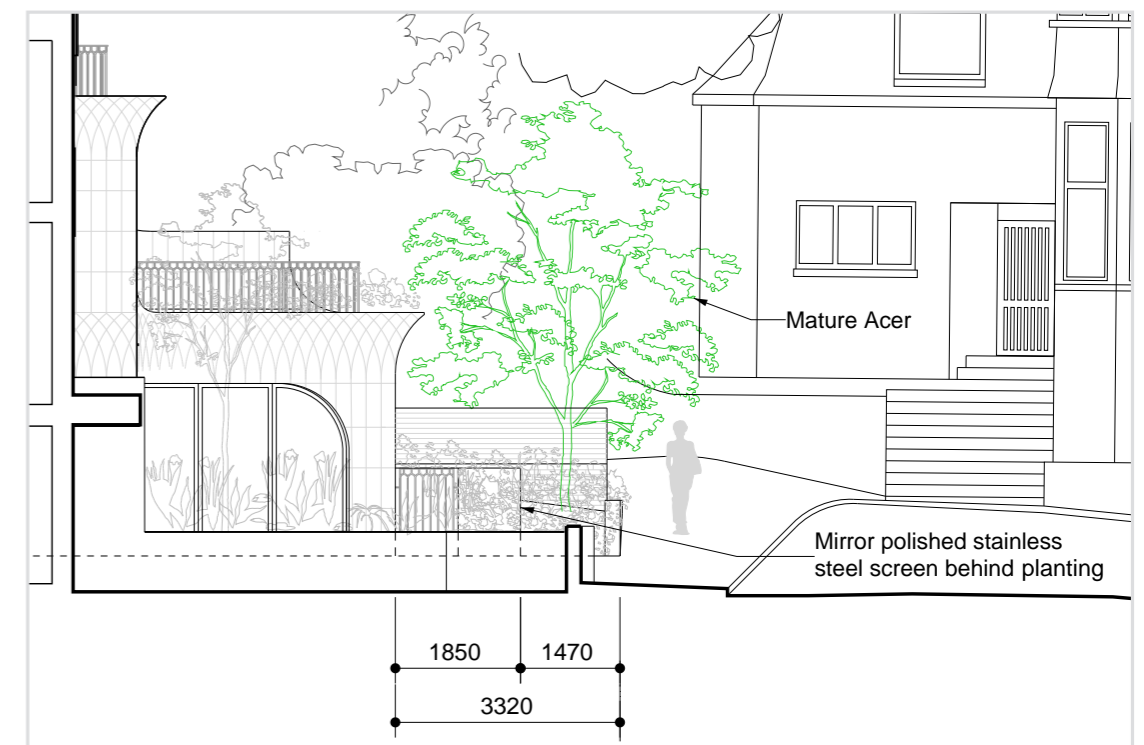 Mature Acer
Mirror polished stainless
steel screen behind planting
1850
1470
3320